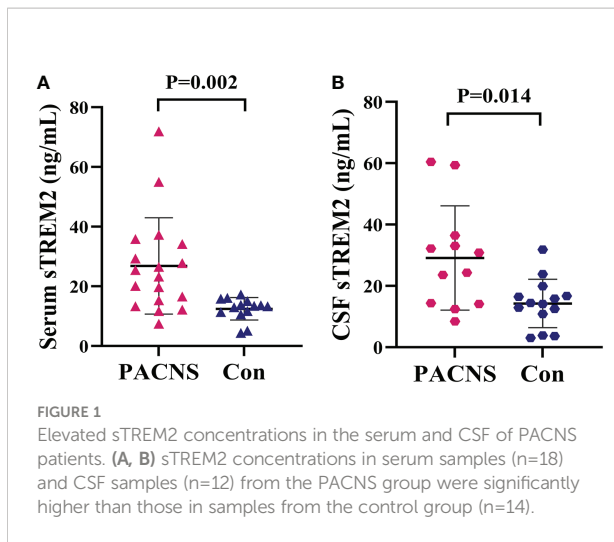 A
P=0.002
Serum sTREM2 (ng/mL)
80
60
40
20
0
PACNS Con
B
P=0.014
CSF sTREM2 (ng/mL)
80
60
40
20
0
PACNS Con
FIGURE 1
Elevated sTREM2 concentrations in the serum and CSF of PACNS
patients. (A, B) sTREM2 concentrations in serum samples (n=18)
and CSF samples (n=12) from the PACNS group were significantly
higher than those in samples from the control group (n=14).